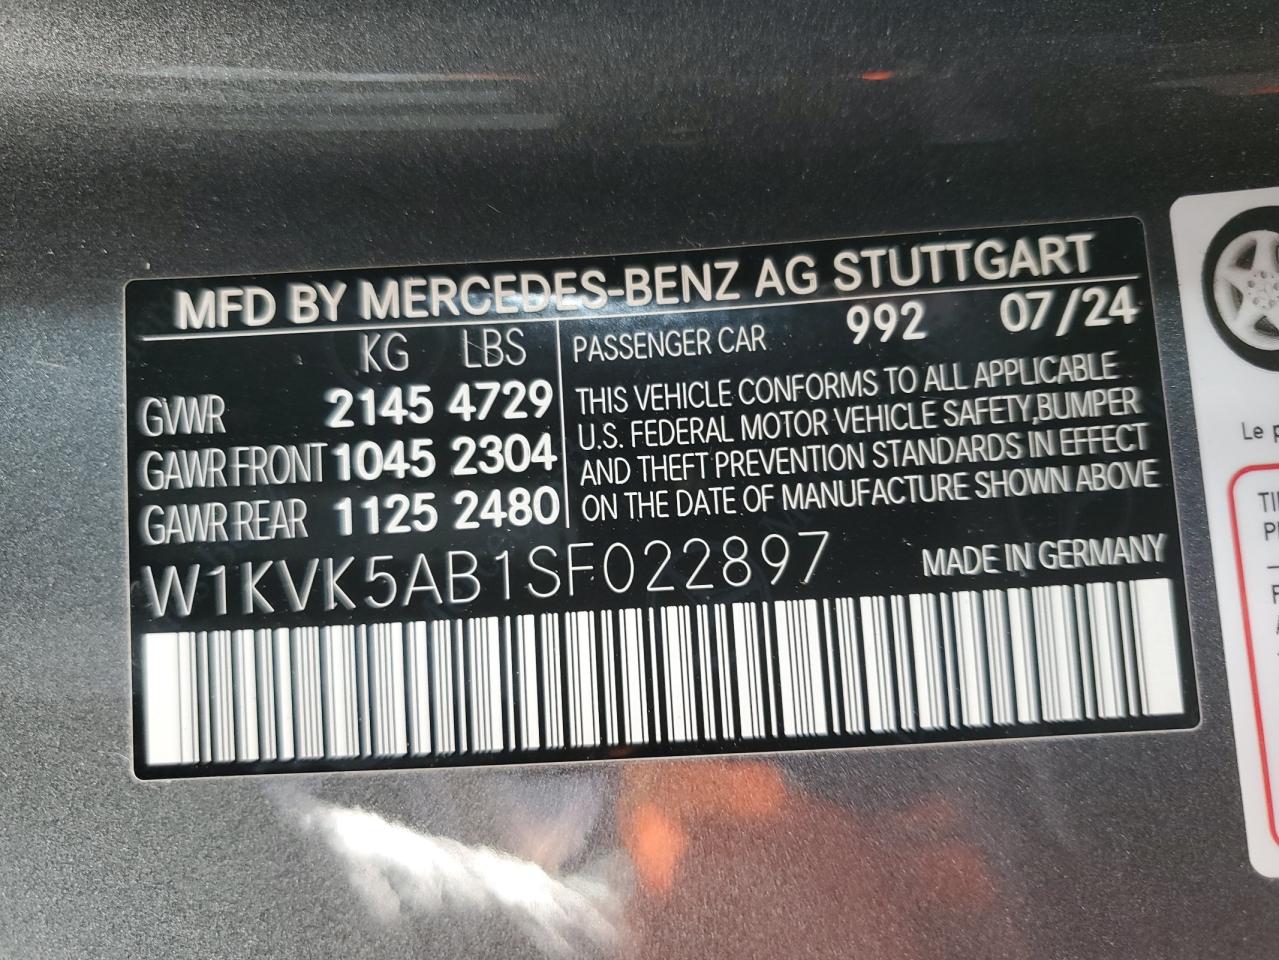 MFD BY MERCEDES-BENZ AG STUTTGART
KG LBS
GVWR 2145 4729
GAWR FRONT 1045 2304
GAWR REAR 1125 2480
PASSENGER CAR 992 07/24
THIS VEHICLE CONFORMS TO ALL APPLICABLE
U.S. FEDERAL MOTOR VEHICLE SAFETY,BUMPER
AND THEFT PREVENTION STANDARDS IN EFFECT
ON THE DATE OF MANUFACTURE SHOWN ABOVE
W1KVK5AB1SF022897 MADE IN GERMANY
Le